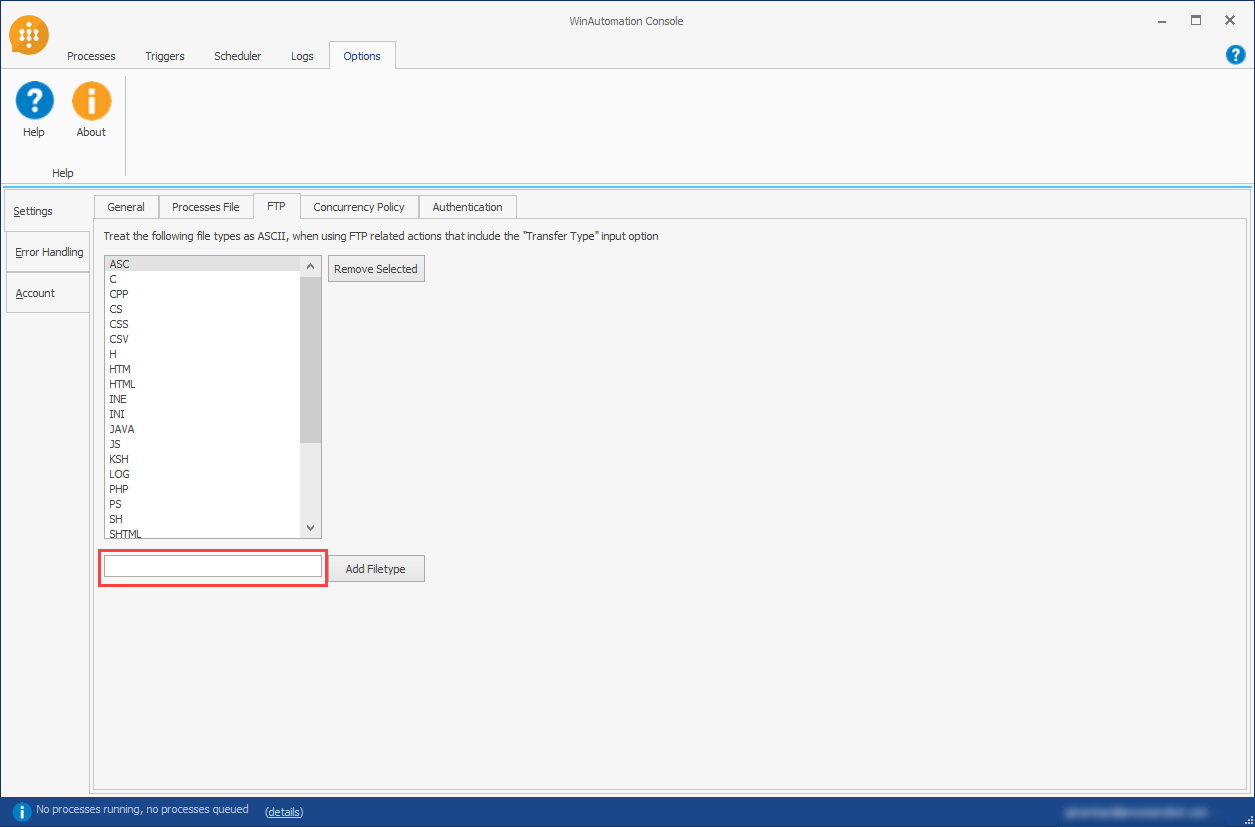 WinAutomation Console
Processes Triggers Scheduler Logs Options
Help About
Help
Settings
Error Handling
Account
General Processes File FTP Concurrency Policy Authentication
Treat the following file types as ASCII, when using FTP related actions that include the "Transfer Type" input option
ASC
C
CPP
CS
CSS
CSV
H
HTM
HTML
INE
INI
JAVA
JS
KSH
LOG
PHP
PS
SH
SHTML
Remove Selected
Add Filetype
No processes running, no processes queued (details)